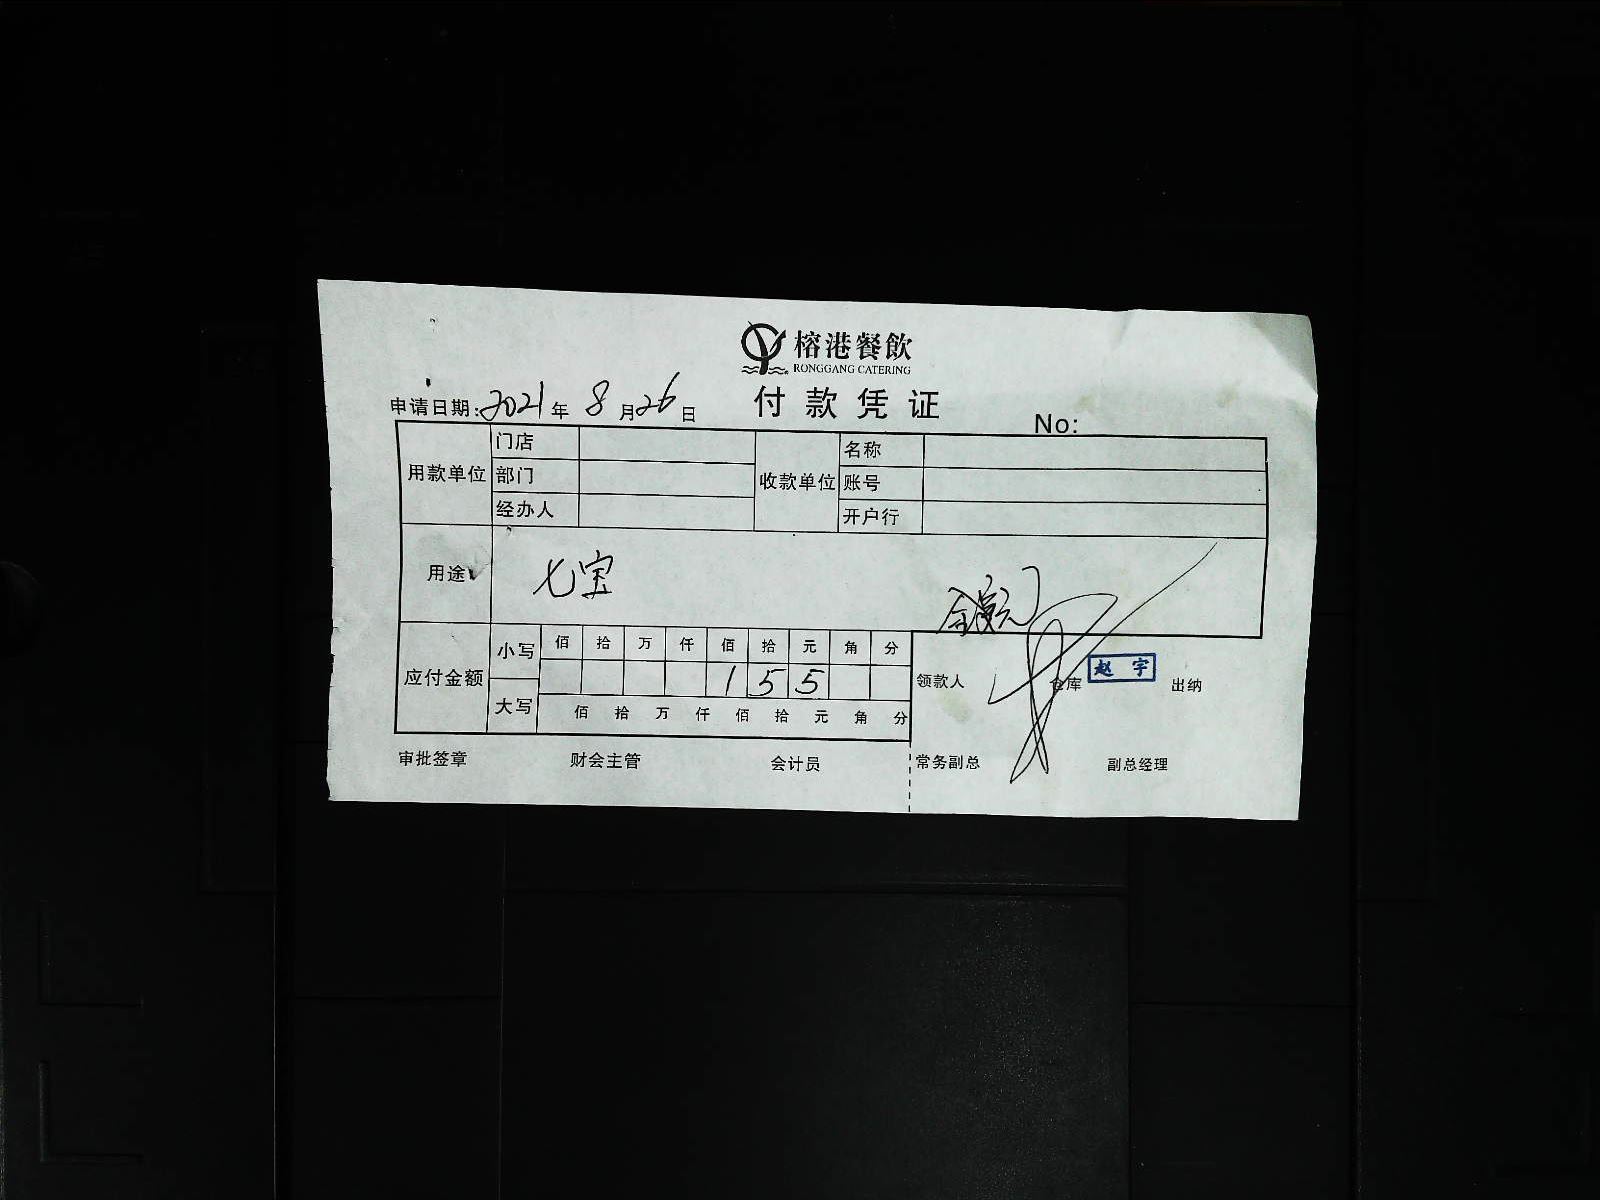 榕港餐飲
RONGGANG CATERING
付款凭证
申请日期:2021年8月26日
No:
用款单位 门店 收款单位 名称
部门 账号
经办人 开户行
用途 七宝
应付金额 小写 佰 拾 万 仟 佰 拾 元 角 分
1 5 5
大写 佰 拾 万 仟 佰 拾 元 角 分
领款人 仓库 赵宇 出纳
审批签章 财会主管 会计员 常务副总 副总经理